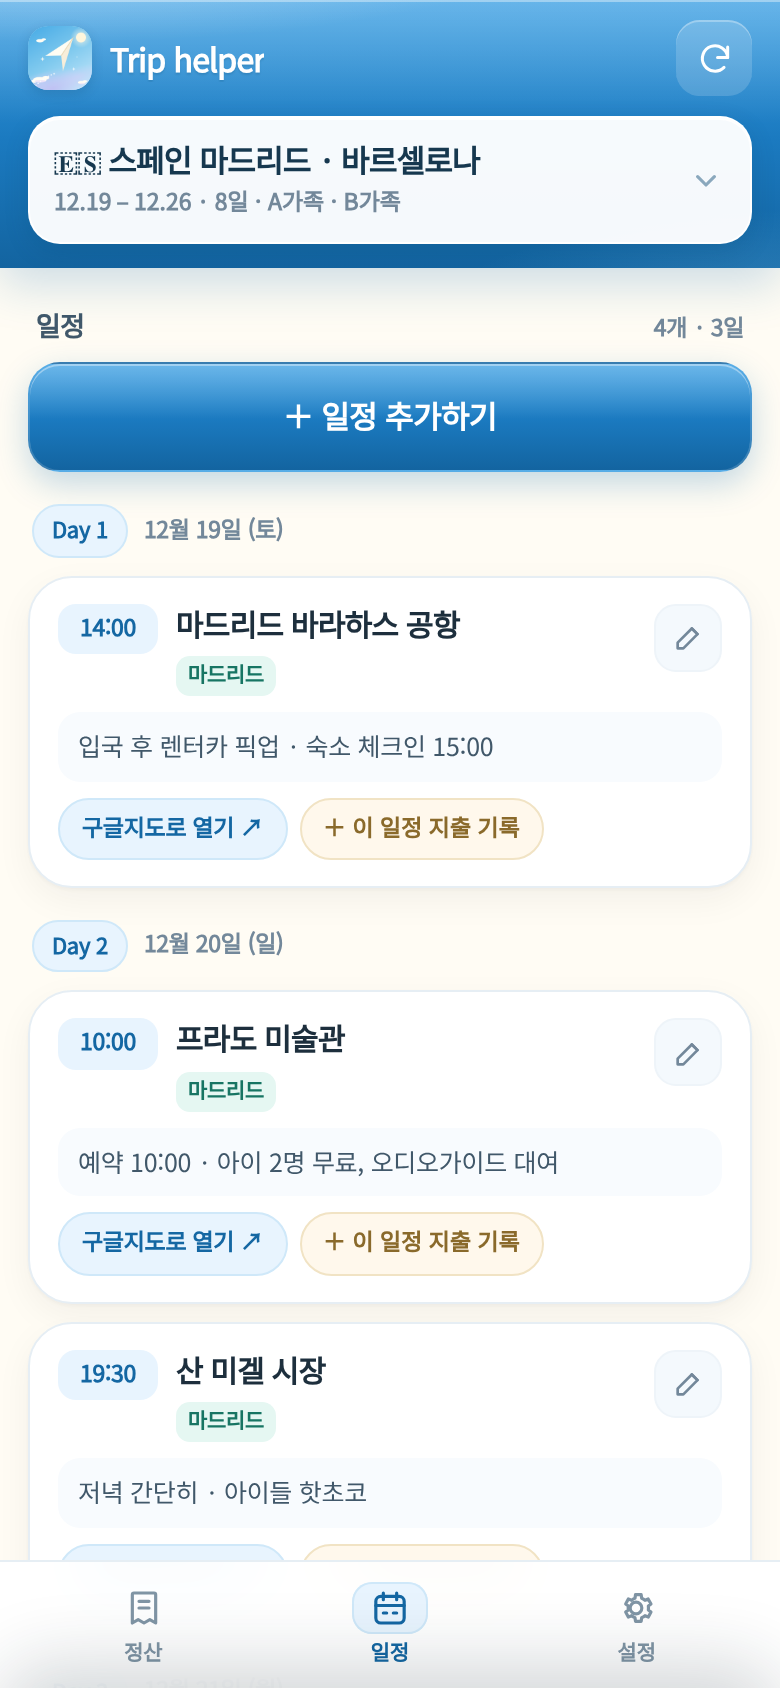 Trip helper
🇪🇸 스페인 마드리드 · 바르셀로나
12.19 – 12.26 · 8일 · A가족 · B가족
일정
4개 · 3일
+ 일정 추가하기
Day 1
12월 19일 (토)
14:00
마드리드 바라하스 공항
마드리드
입국 후 렌터카 픽업 · 숙소 체크인 15:00
구글지도로 열기 ↗
+ 이 일정 지출 기록
Day 2
12월 20일 (일)
10:00
프라도 미술관
마드리드
예약 10:00 · 아이 2명 무료, 오디오가이드 대여
구글지도로 열기 ↗
+ 이 일정 지출 기록
19:30
산 미겔 시장
마드리드
저녁 간단히 · 아이들 핫초코
정산
일정
설정